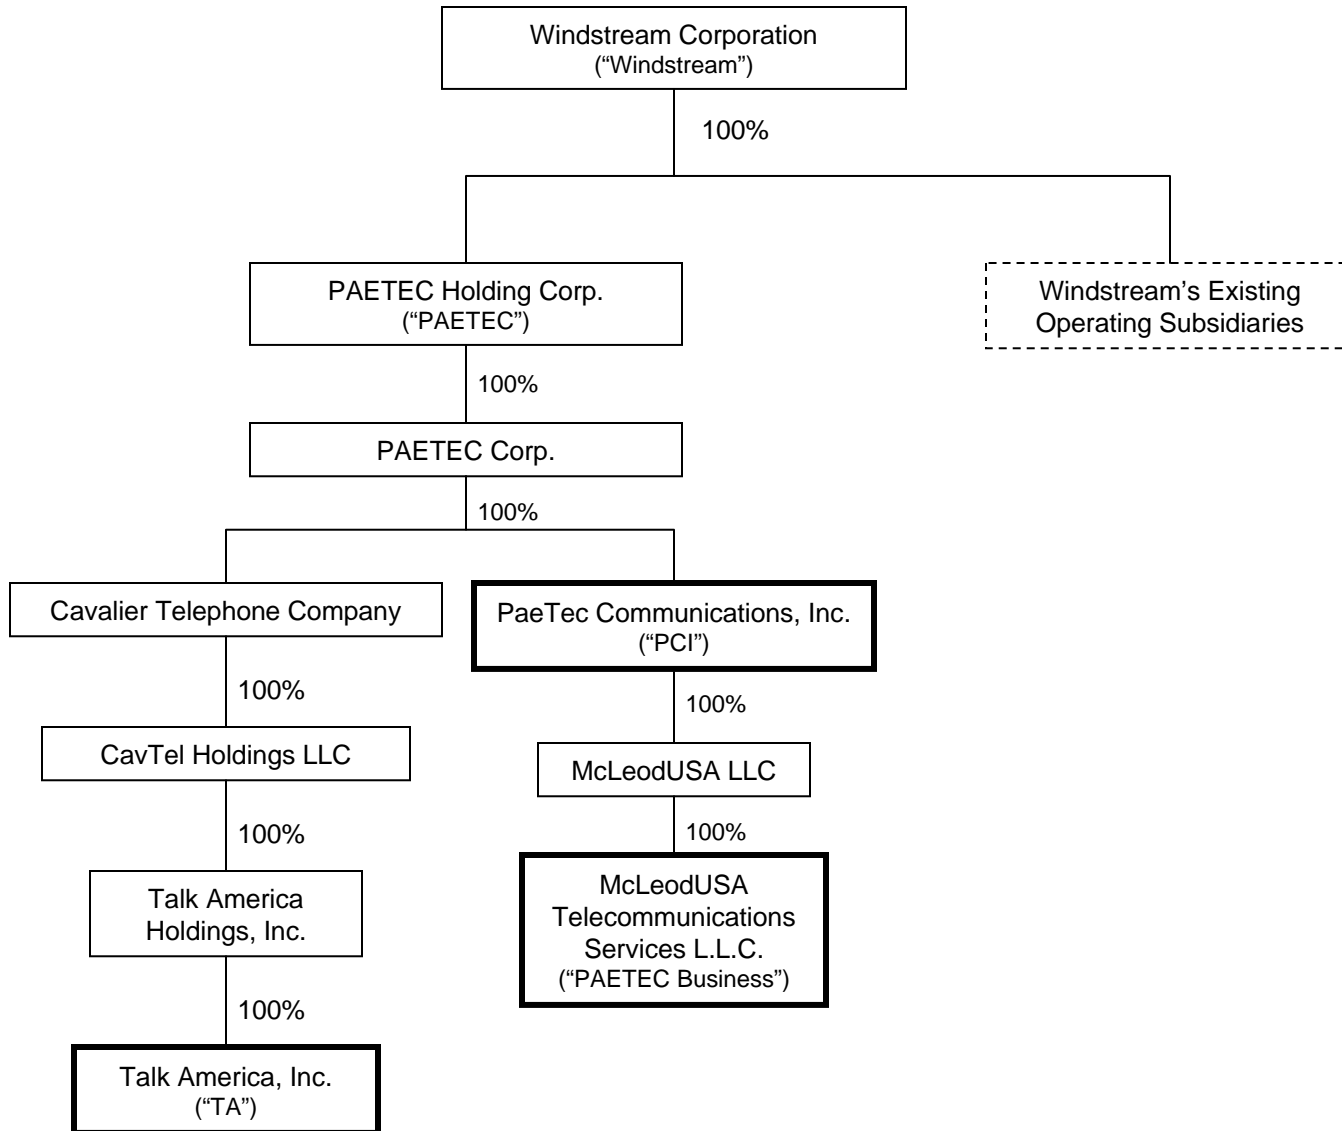 Windstream Corporation
(“Windstream”)
100%
PAETEC Holding Corp.
(“PAETEC”)
Windstream’s Existing
Operating Subsidiaries
100%
PAETEC Corp.
100%
Cavalier Telephone Company
PaeTec Communications, Inc.
(“PCI”)
100%
100%
CavTel Holdings LLC
McLeodUSA LLC
100%
100%
Talk America
Holdings, Inc.
McLeodUSA
Telecommunications
Services L.L.C.
(“PAETEC Business”)
100%
Talk America, Inc.
(“TA”)